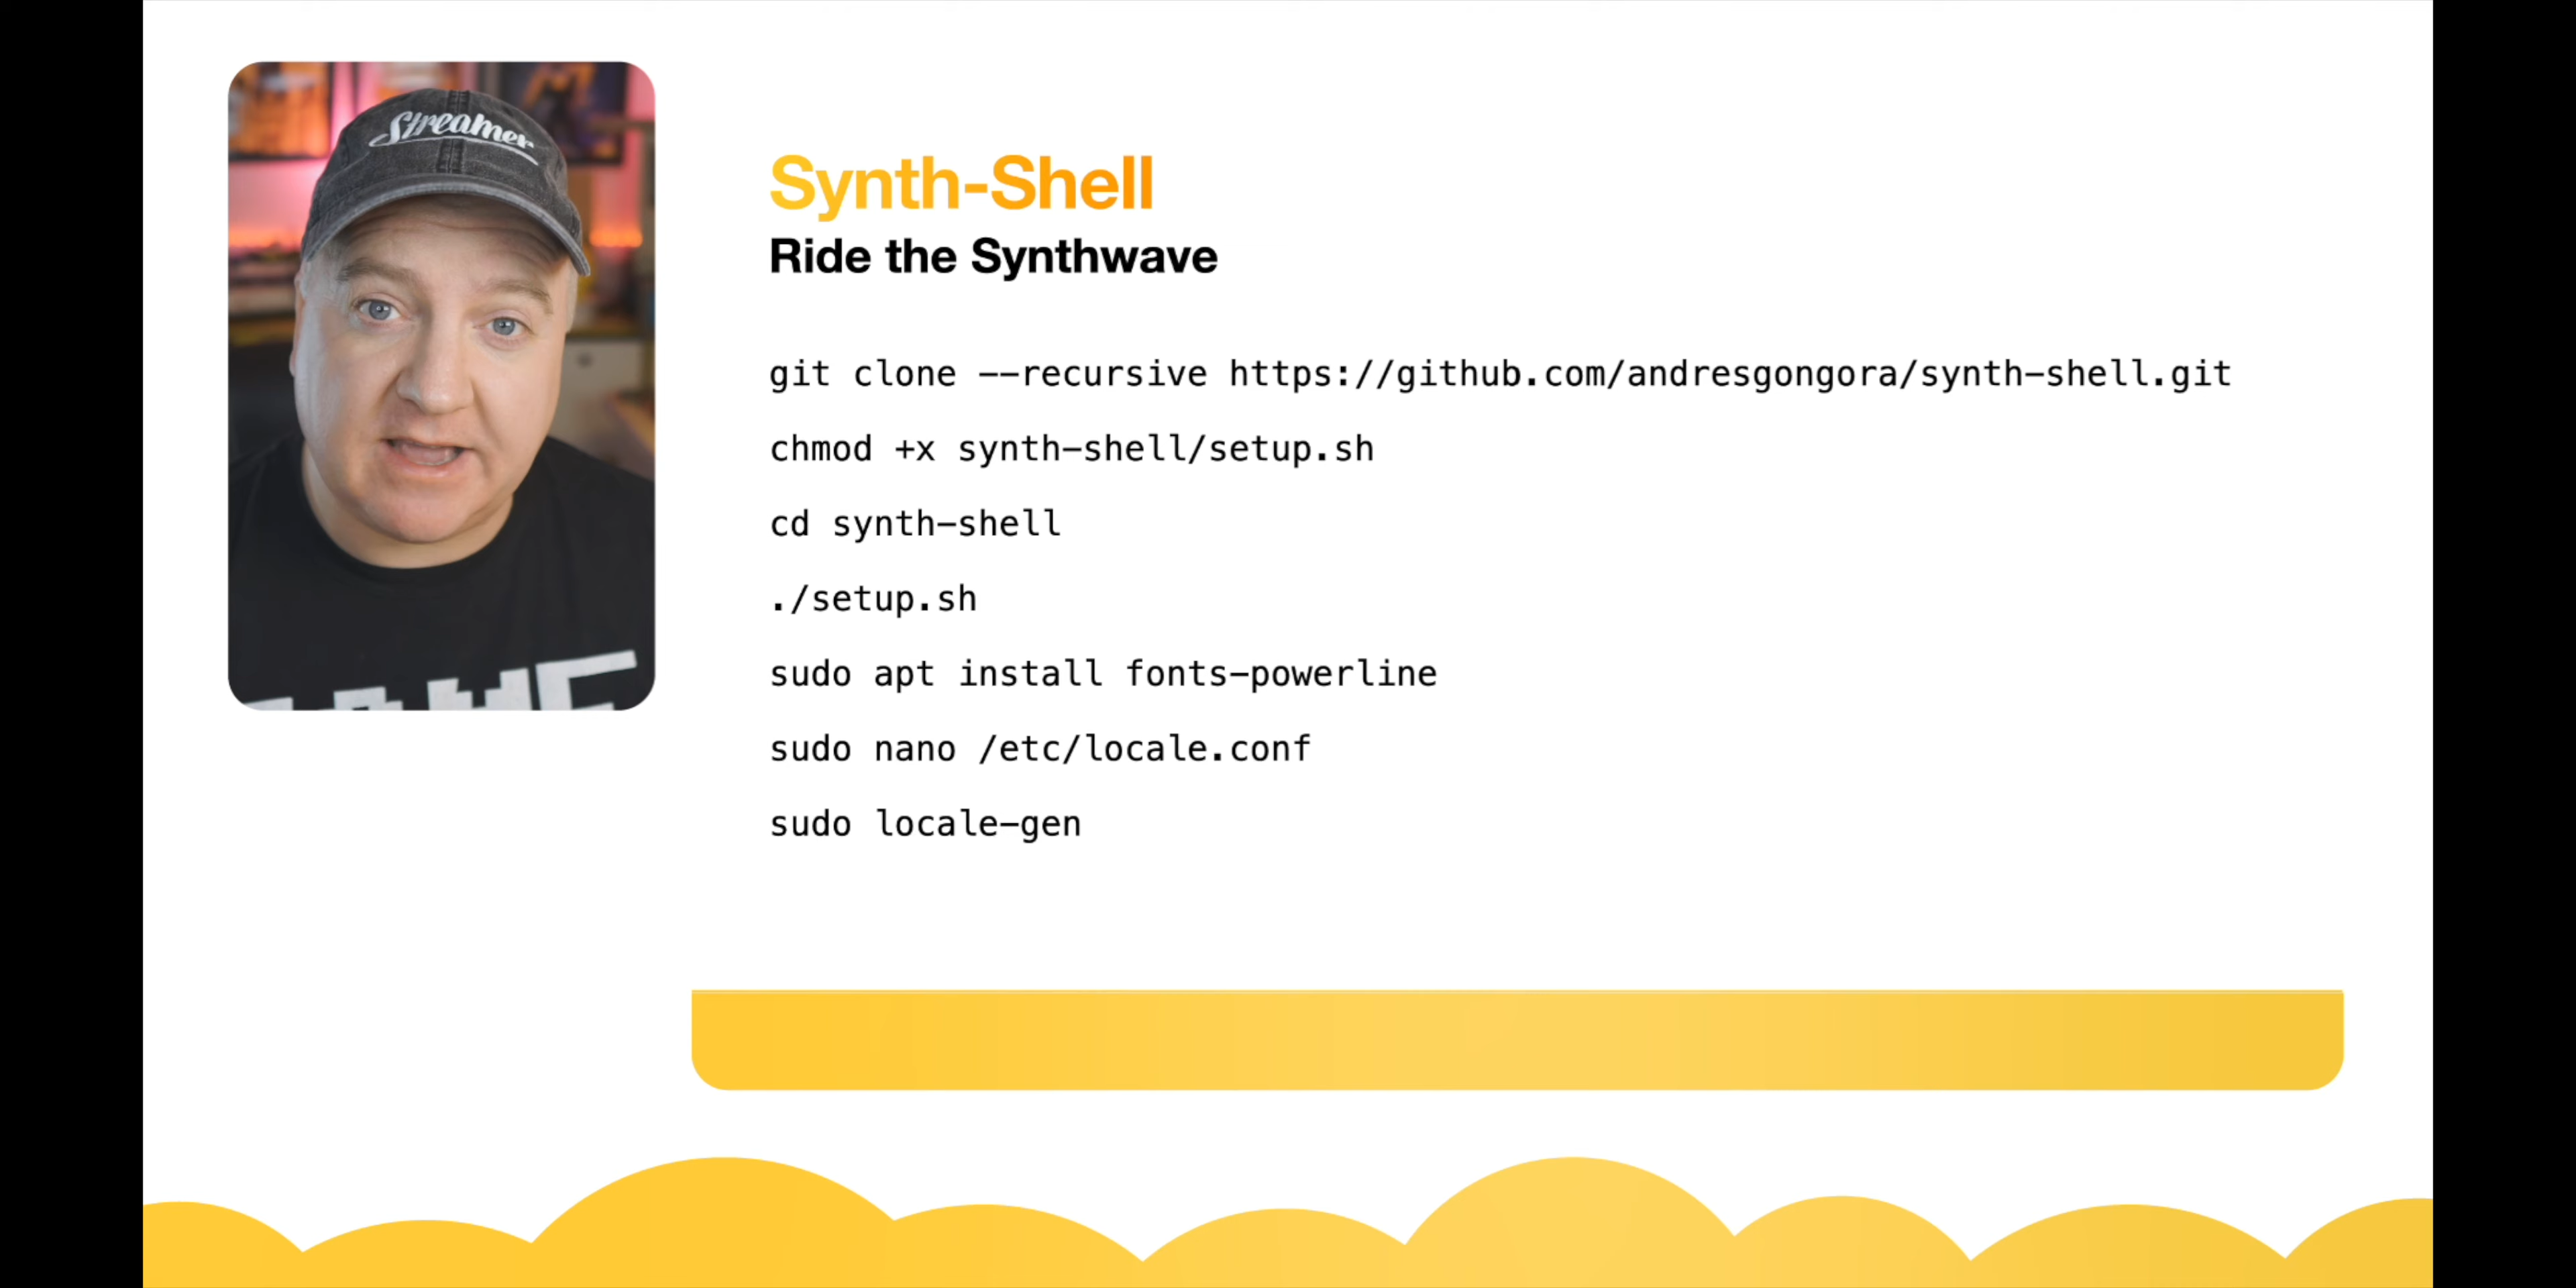 Streamer
Synth-Shell
Ride the Synthwave
git clone --recursive https://github.com/andresgongora/synth-shell.git
chmod +x synth-shell/setup.sh
cd synth-shell
./setup.sh
sudo apt install fonts-powerline
sudo nano /etc/locale.conf
sudo locale-gen